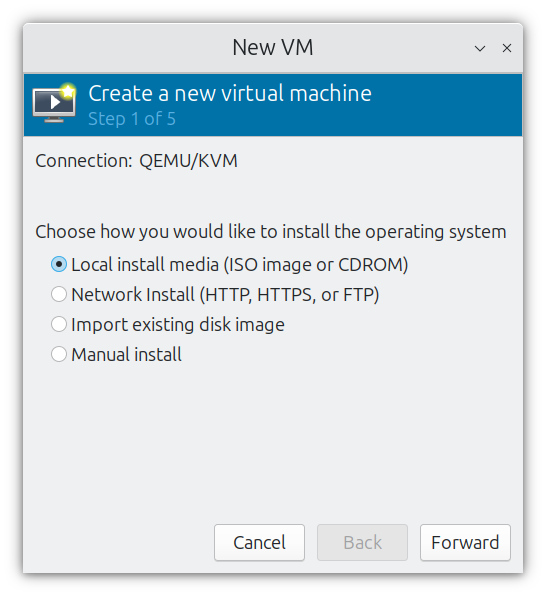 New VM
Create a new virtual machine
Step 1 of 5
Connection: QEMU/KVM
Choose how you would like to install the operating system
Local install media (ISO image or CDROM)
Network Install (HTTP, HTTPS, or FTP)
Import existing disk image
Manual install
Cancel Back Forward